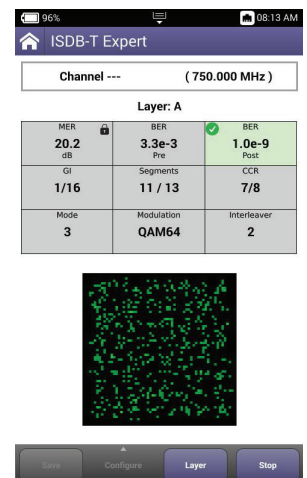 96% 08:13 AM
ISDB-T Expert
Channel --- ( 750.000 MHz )
Layer: A
MER BER BER
20.2 3.3e-3 1.0e-9
dB Pre Post
GI Segments CCR
1/16 11 / 13 7/8
Mode Modulation Interleaver
3 QAM64 2
Save Configure Layer Stop